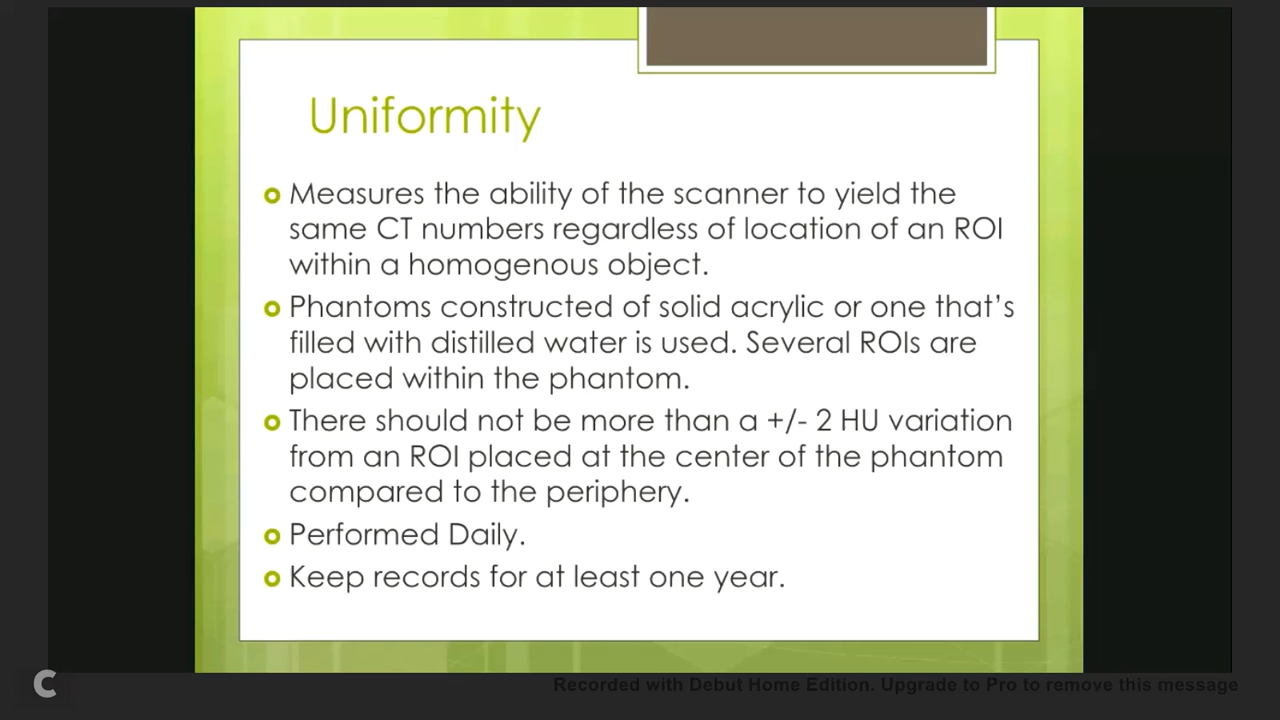 Uniformity
Measures the ability of the scanner to yield the
same CT numbers regardless of location of an ROI
within a homogenous object.
Phantoms constructed of solid acrylic or one that's
filled with distilled water is used. Several ROIs are
placed within the phantom.
There should not be more than a +/- 2 HU variation
from an ROI placed at the center of the phantom
compared to the periphery.
Performed Daily.
Keep records for at least one year.
C
Recorded with Debut Home Edition. Upgrade to Pro to remove this message